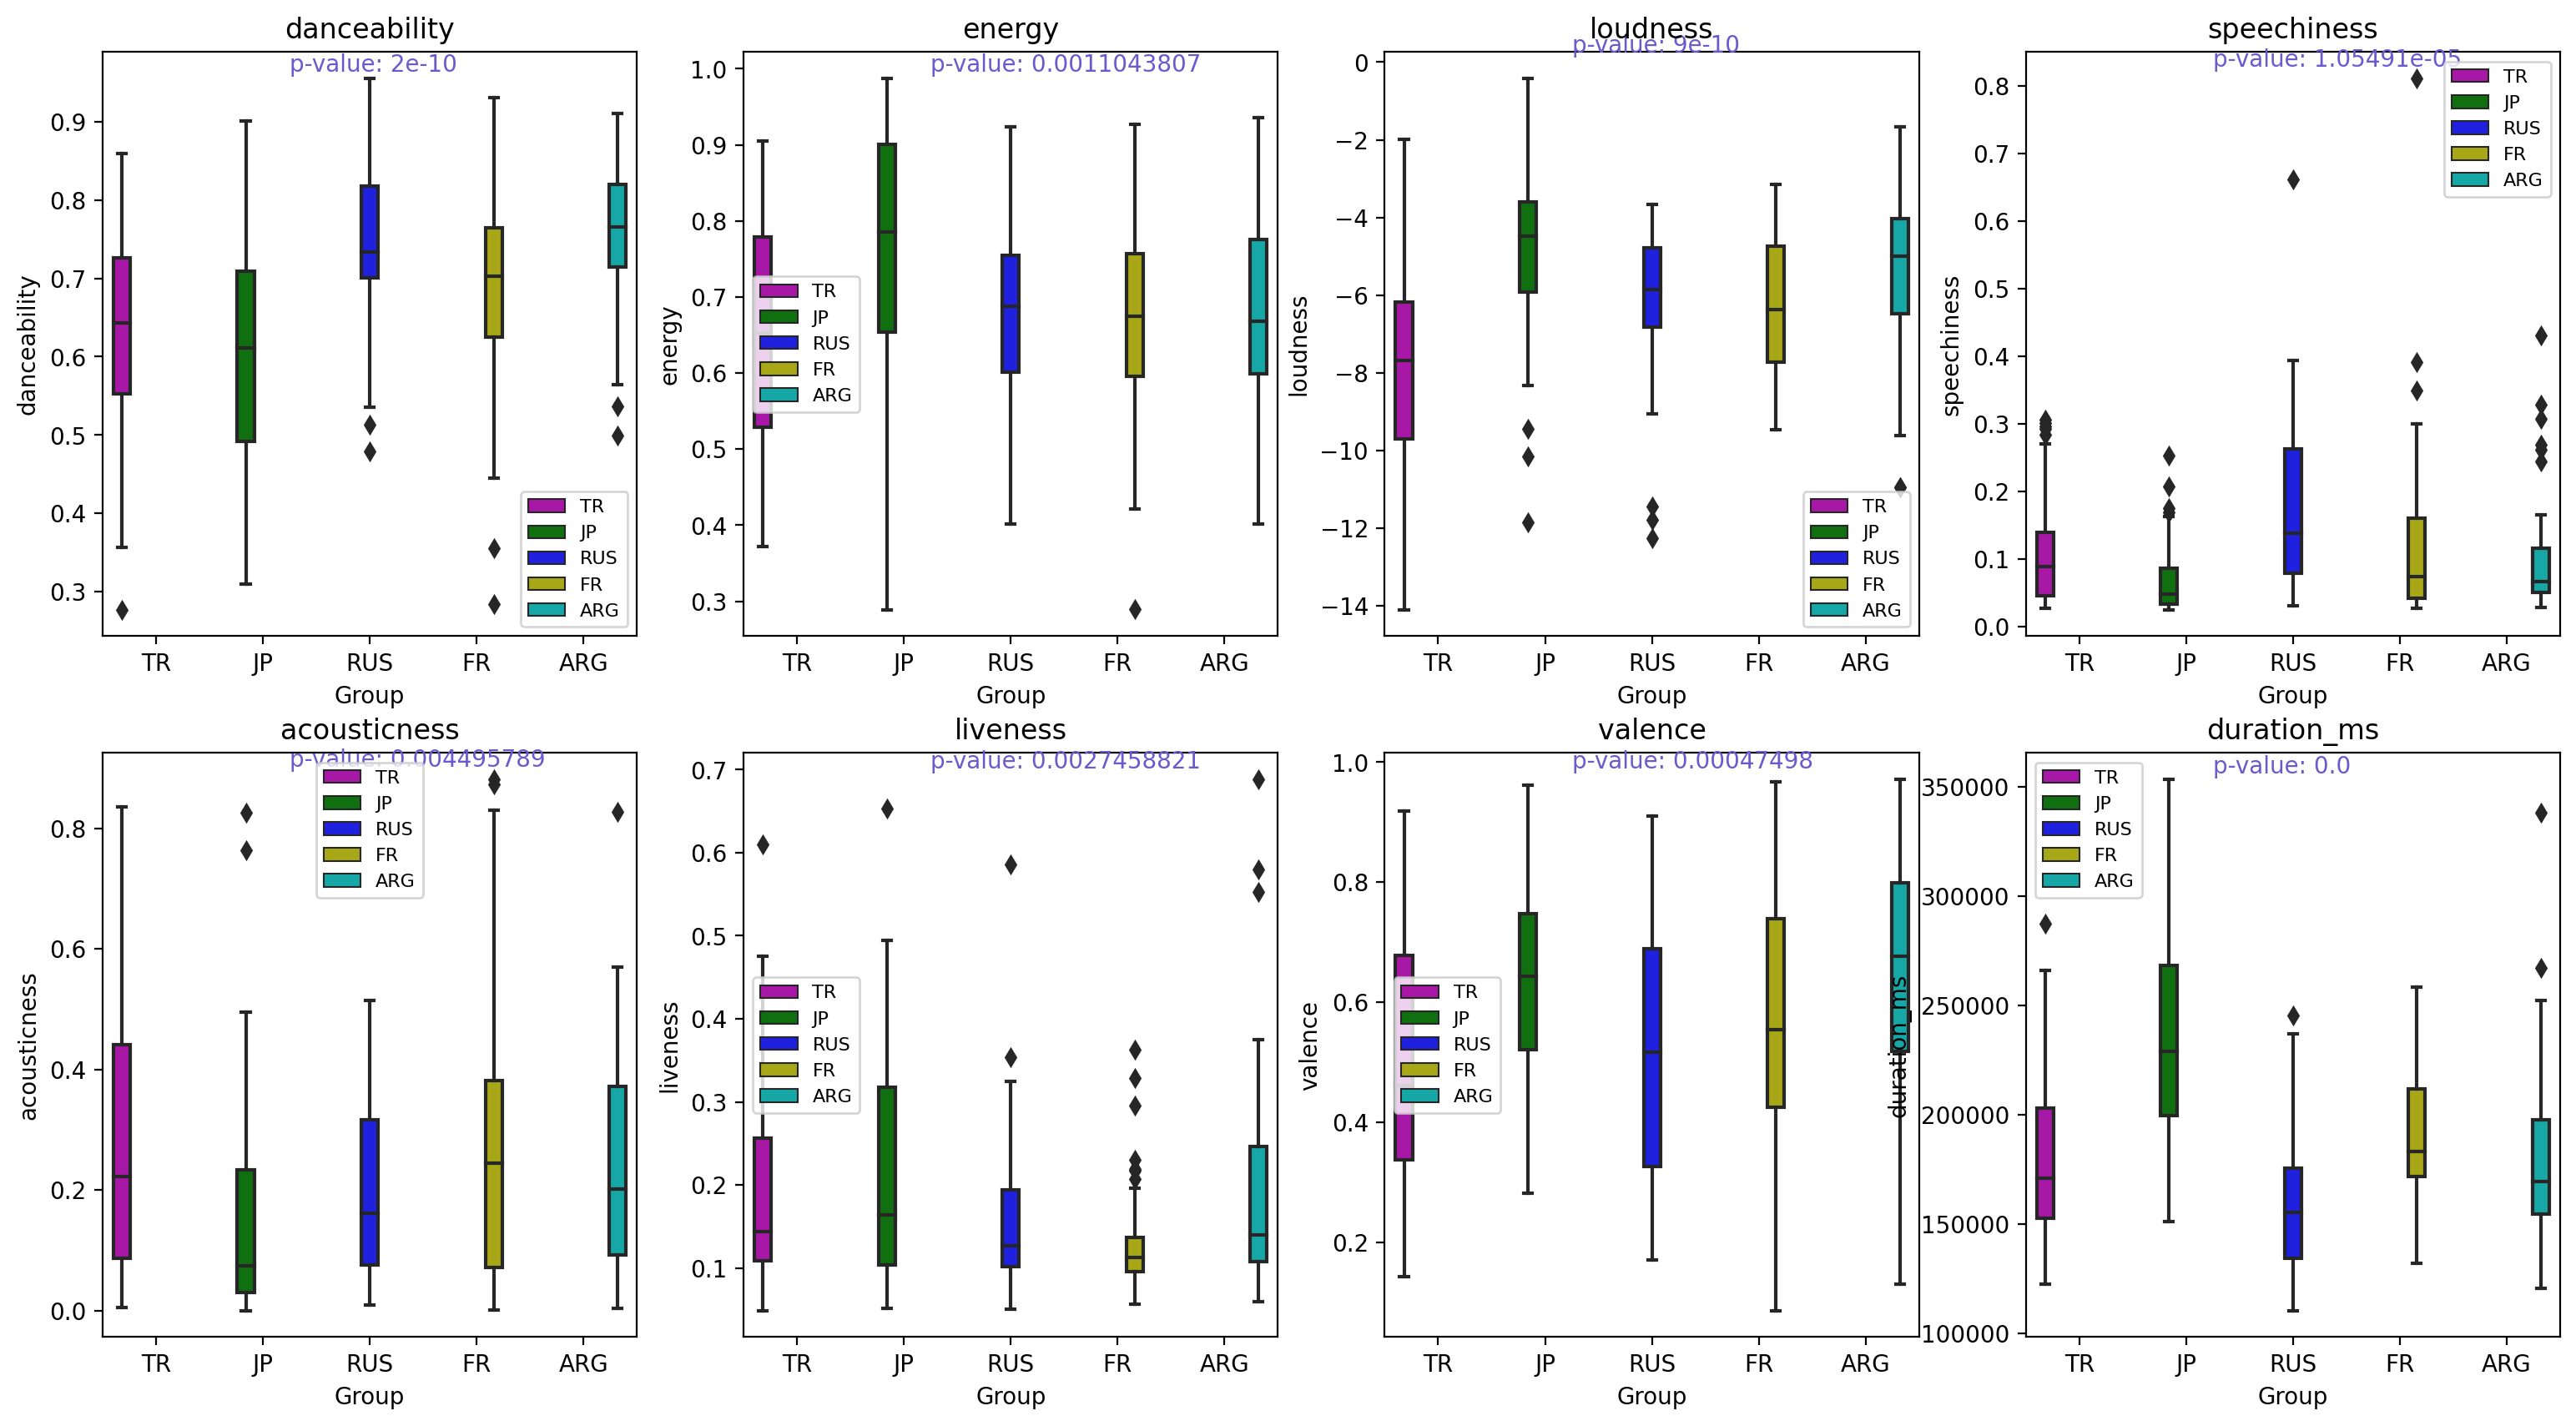 danceability
p-value: 2e-10
danceability
0.9
0.8
0.7
0.6
0.5
0.4
0.3
TR
JP
RUS
FR
ARG
TR JP RUS FR ARG
Group
energy
p-value: 0.0011043807
energy
1.0
0.9
0.8
0.7
0.6
0.5
0.4
0.3
TR
JP
RUS
FR
ARG
TR JP RUS FR ARG
Group
loudness
p-value: 9e-10
loudness
0
−2
−4
−6
−8
−10
−12
−14
TR
JP
RUS
FR
ARG
TR JP RUS FR ARG
Group
speechiness
p-value: 1.05491e-05
speechiness
0.8
0.7
0.6
0.5
0.4
0.3
0.2
0.1
0.0
TR
JP
RUS
FR
ARG
TR JP RUS FR ARG
Group
acousticness
p-value: 0.004495789
acousticness
0.8
0.6
0.4
0.2
0.0
TR
JP
RUS
FR
ARG
TR JP RUS FR ARG
Group
liveness
p-value: 0.0027458821
liveness
0.7
0.6
0.5
0.4
0.3
0.2
0.1
TR
JP
RUS
FR
ARG
TR JP RUS FR ARG
Group
valence
p-value: 0.00047498
valence
1.0
0.8
0.6
0.4
0.2
TR
JP
RUS
FR
ARG
TR JP RUS FR ARG
Group
duration_ms
p-value: 0.0
duration_ms
350000
300000
250000
200000
150000
100000
TR
JP
RUS
FR
ARG
TR JP RUS FR ARG
Group